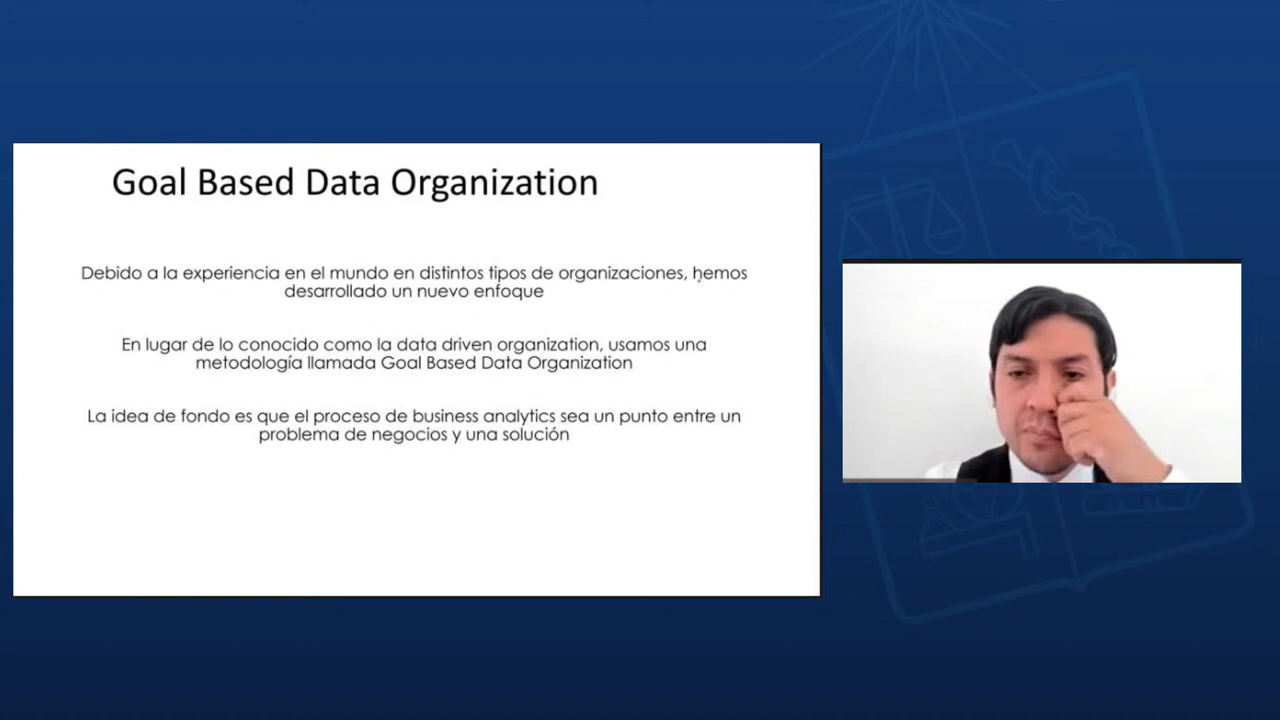 Goal Based Data Organization
Debido a la experiencia en el mundo en distintos tipos de organizaciones, hemos
desarrollado un nuevo enfoque
En lugar de lo conocido como la data driven organization, usamos una
metodología llamada Goal Based Data Organization
La idea de fondo es que el proceso de business analytics sea un punto entre un
problema de negocios y una solución